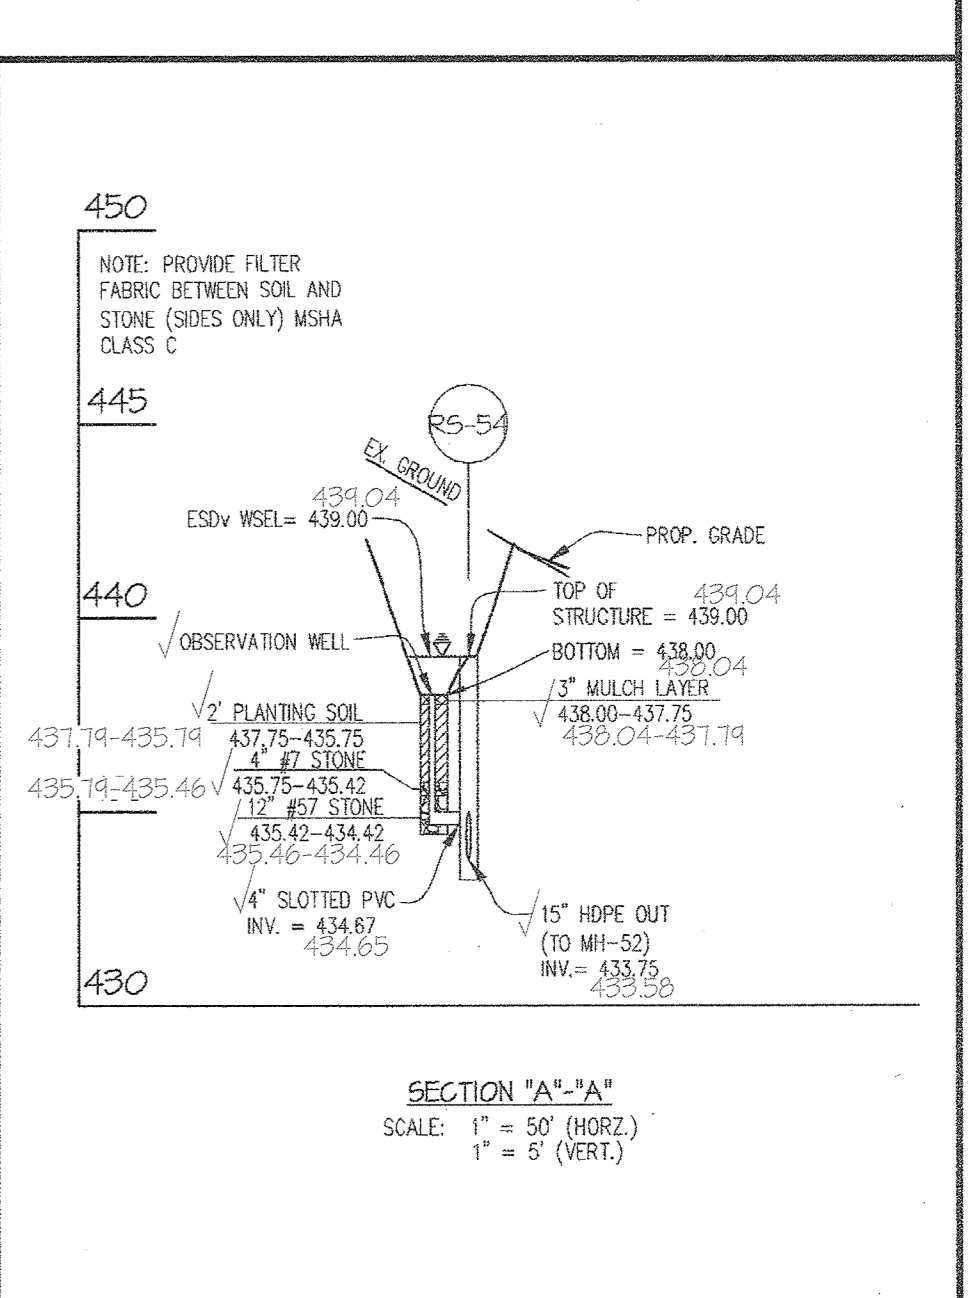 450
NOTE: PROVIDE FILTER
FABRIC BETWEEN SOIL AND
STONE (SIDES ONLY) MSHA
CLASS C
445
RS-54
EX. GROUND
439.04
ESDv WSEL= 439.00
PROP. GRADE
440
TOP OF 439.04
STRUCTURE = 439.00
√ OBSERVATION WELL
BOTTOM = 438.00
438.04
√ 3" MULCH LAYER
438.00-437.75
438.04-437.79
√ 2' PLANTING SOIL
437.79-435.79 437.75-435.75
√ 4" #7 STONE
435.79-435.46 435.75-435.42
√ 12" #57 STONE
435.42-434.42
435.46-434.46
√ 4" SLOTTED PVC
INV. = 434.67
434.65
√ 15" HDPE OUT
(TO MH-52)
INV.= 433.75
433.58
430
SECTION "A"-"A"
SCALE: 1" = 50' (HORZ.)
1" = 5' (VERT.)